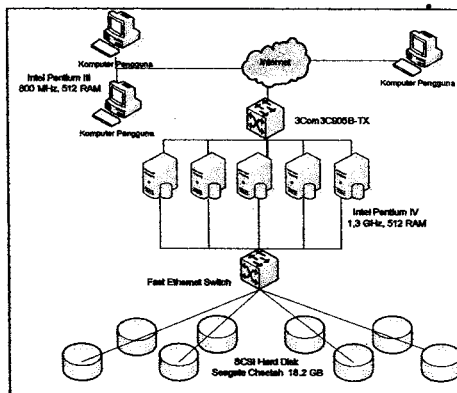 Komputer Pengguna
Komputer Pengguna
Intel Pentium III
800 MHz, 512 RAM
Internet
Komputer Pengguna
3Com 3C905B-TX
Intel Pentium IV
1,3 GHz, 512 RAM
Fast Ethernet Switch
SCSI Hard Disk
Seagate Cheetah 18.2 GB